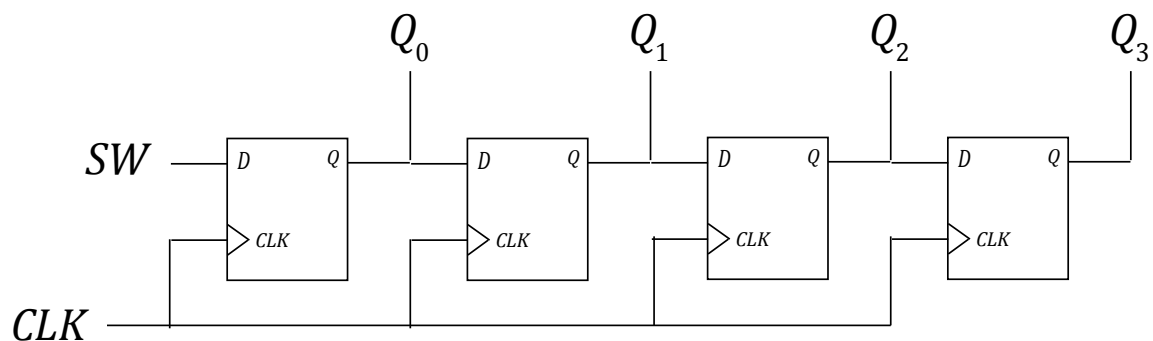 Q₀ Q₁ Q₂ Q₃
SW D Q D Q D Q D Q
CLK CLK CLK CLK
CLK